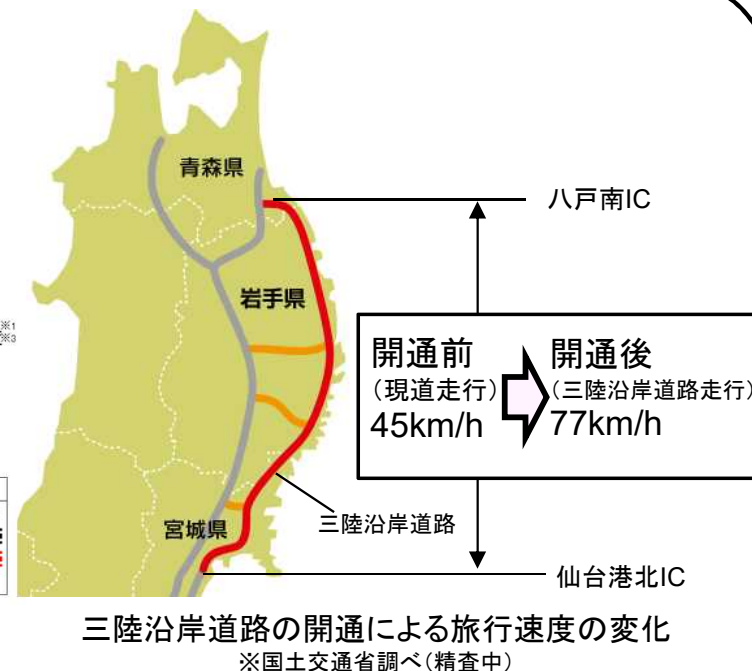 青森県
八戸南IC
岩手県
※1
※3
開通前
(現道走行)
45km/h
開通後
(三陸沿岸道路走行)
77km/h
宮城県
三陸沿岸道路
仙台港北IC
三陸沿岸道路の開通による旅行速度の変化
※国土交通省調べ(精査中)